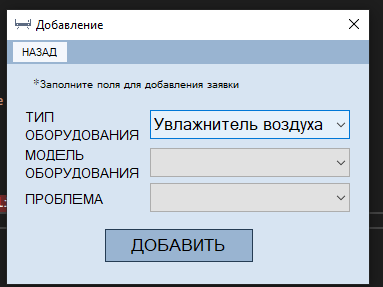 Добавление
НАЗАД
*Заполните поля для добавления заявки
ТИП
ОБОРУДОВАНИЯ
Увлажнитель воздуха
МОДЕЛЬ
ОБОРУДОВАНИЯ
ПРОБЛЕМА
ДОБАВИТЬ